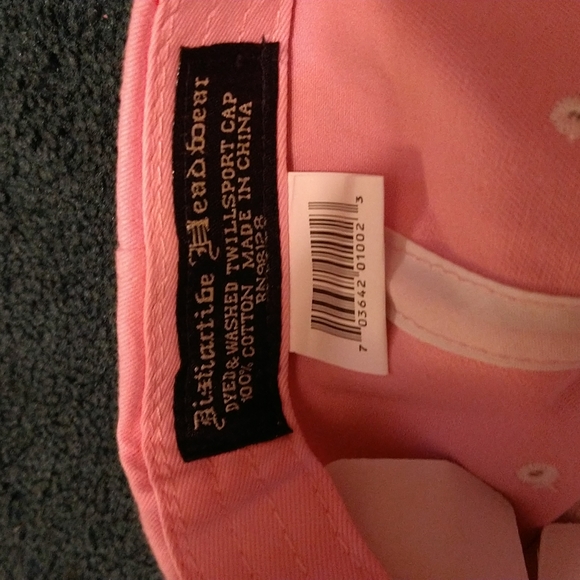 Distinctive Headwear
DYED & WASHED TWILLSPORT CAP
100% COTTON MADE IN CHINA
RN98128
7 03642 01002 3